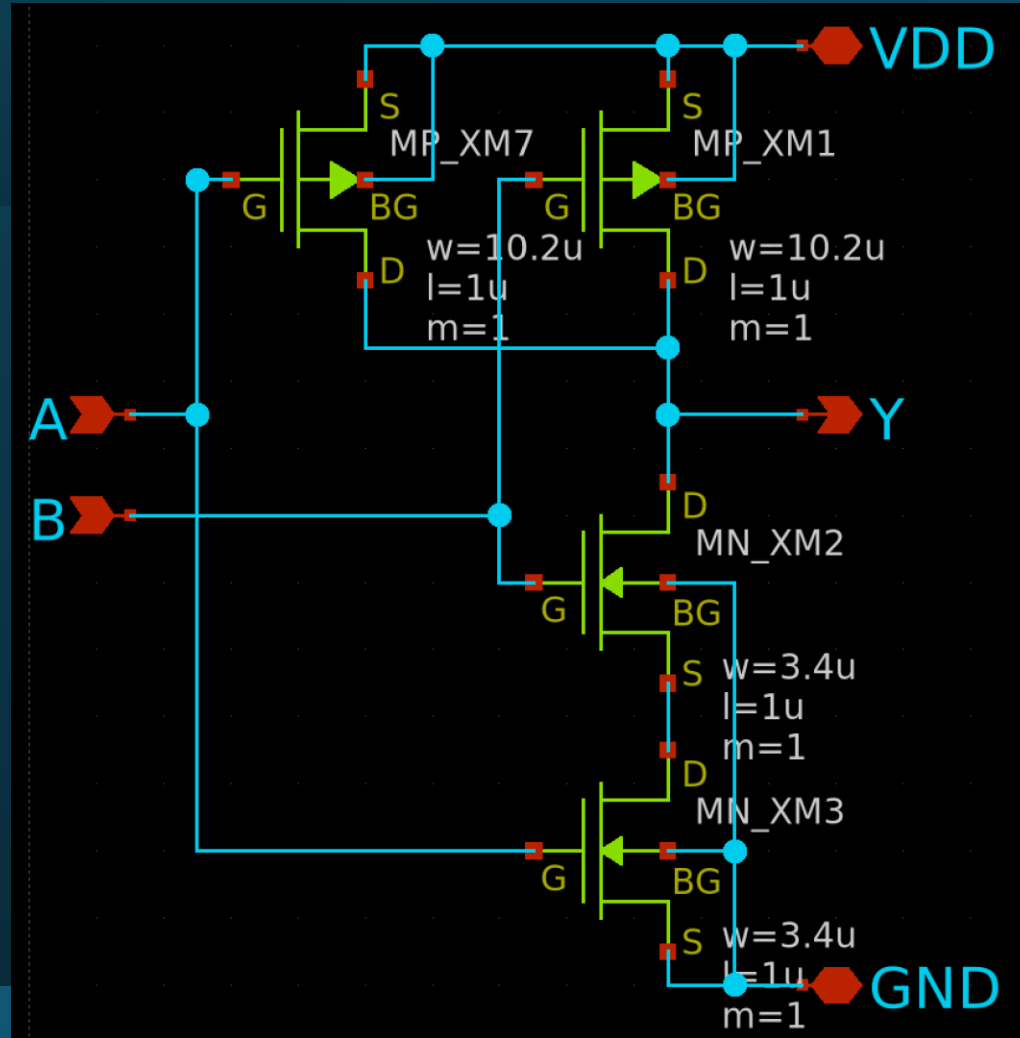 VDD
S
S
MP_XM7
MP_XM1
G
BG
G
BG
w=10.2u
l=1u
m=1
w=10.2u
l=1u
m=1
D
D
A
Y
B
D
MN_XM2
G
BG
S
w=3.4u
l=1u
m=1
D
MN_XM3
G
BG
S
w=3.4u
l=1u
m=1
GND